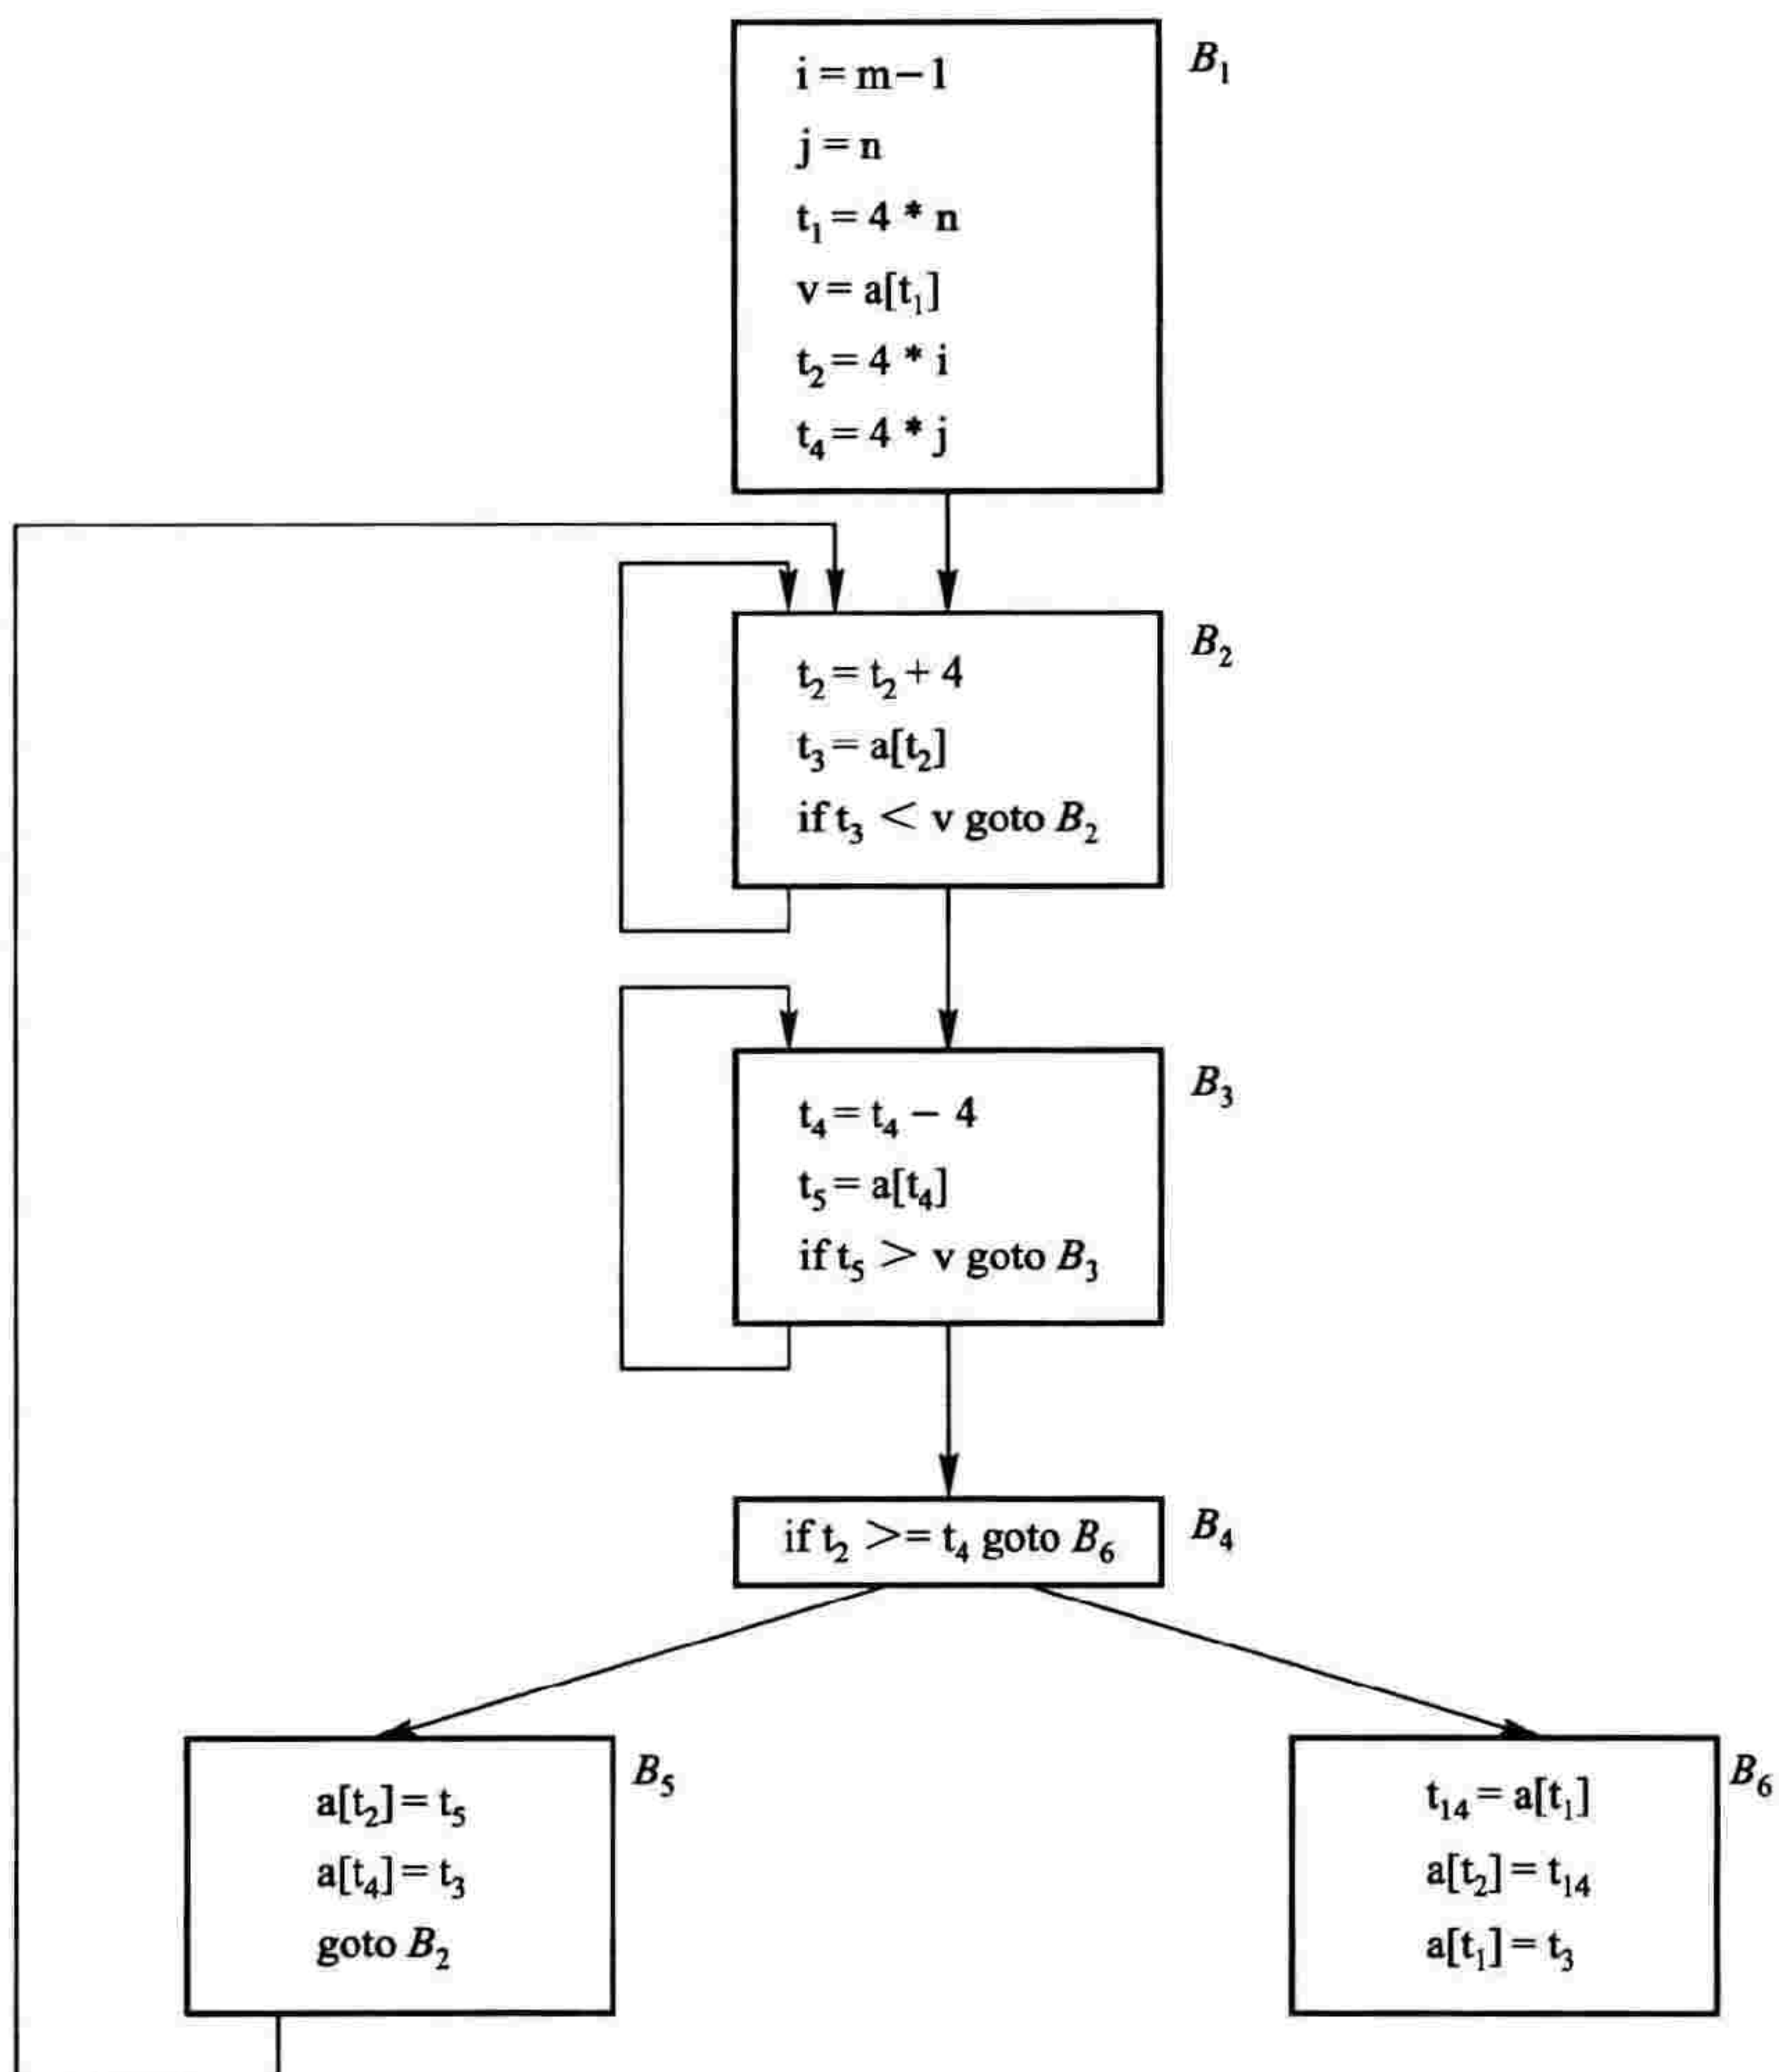 B₁
i = m − 1
j = n
t₁ = 4 * n
v = a[t₁]
t₂ = 4 * i
t₄ = 4 * j
B₂
t₂ = t₂ + 4
t₃ = a[t₂]
if t₃ < v goto B₂
B₃
t₄ = t₄ − 4
t₅ = a[t₄]
if t₅ > v goto B₃
if t₂ >= t₄ goto B₆
B₄
B₅
a[t₂] = t₅
a[t₄] = t₃
goto B₂
B₆
t₁₄ = a[t₁]
a[t₂] = t₁₄
a[t₁] = t₃